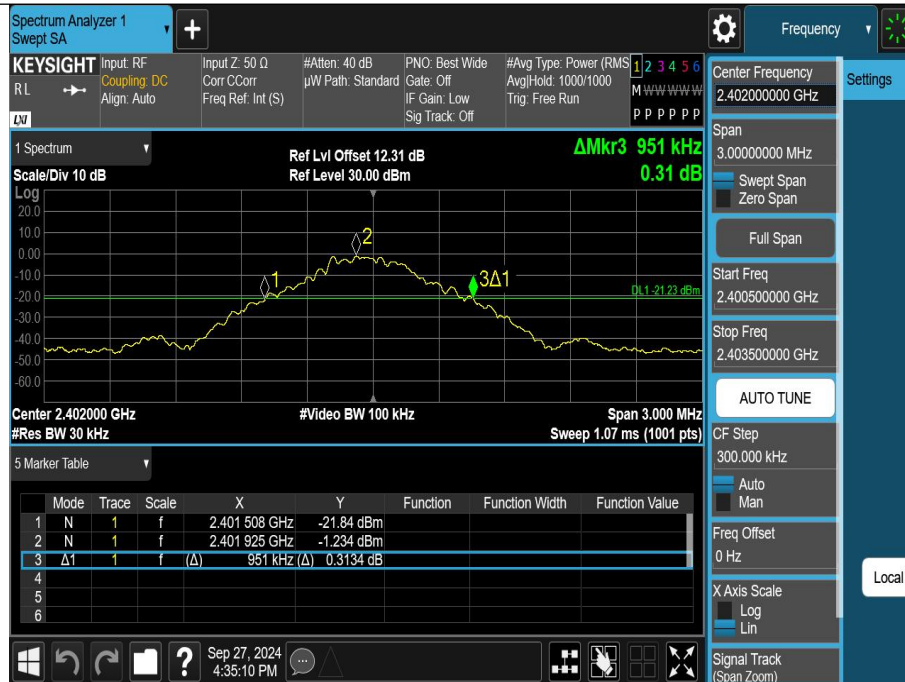 Spectrum Analyzer 1
Swept SA
+
Frequency
KEYSIGHT
RL
LXI
Input: RF
Coupling: DC
Align: Auto
Input Z: 50 Ω
Corr CCorr
Freq Ref: Int (S)
#Atten: 40 dB
µW Path: Standard
PNO: Best Wide
Gate: Off
IF Gain: Low
Sig Track: Off
#Avg Type: Power (RMS
Avg|Hold: 1000/1000
Trig: Free Run
1 2 3 4 5 6
M W W W W W
P P P P P P
1 Spectrum
Scale/Div 10 dB
Ref Lvl Offset 12.31 dB
Ref Level 30.00 dBm
ΔMkr3 951 kHz
0.31 dB
Log
20.0
10.0
0.00
-10.0
-20.0
-30.0
-40.0
-50.0
-60.0
1
2
3Δ1
DL1 -21.23 dBm
Center 2.402000 GHz
#Res BW 30 kHz
#Video BW 100 kHz
Span 3.000 MHz
Sweep 1.07 ms (1001 pts)
5 Marker Table
Mode Trace Scale X Y Function Function Width Function Value
1 N 1 f 2.401 508 GHz -21.84 dBm
2 N 1 f 2.401 925 GHz -1.234 dBm
3 Δ1 1 f (Δ) 951 kHz (Δ) 0.3134 dB
4
5
6
?
Sep 27, 2024
4:35:10 PM
Center Frequency
2.402000000 GHz
Span
3.00000000 MHz
Swept Span
Zero Span
Full Span
Start Freq
2.400500000 GHz
Stop Freq
2.403500000 GHz
AUTO TUNE
CF Step
300.000 kHz
Auto
Man
Freq Offset
0 Hz
X Axis Scale
Log
Lin
Signal Track
(Span Zoom)
Settings
Local